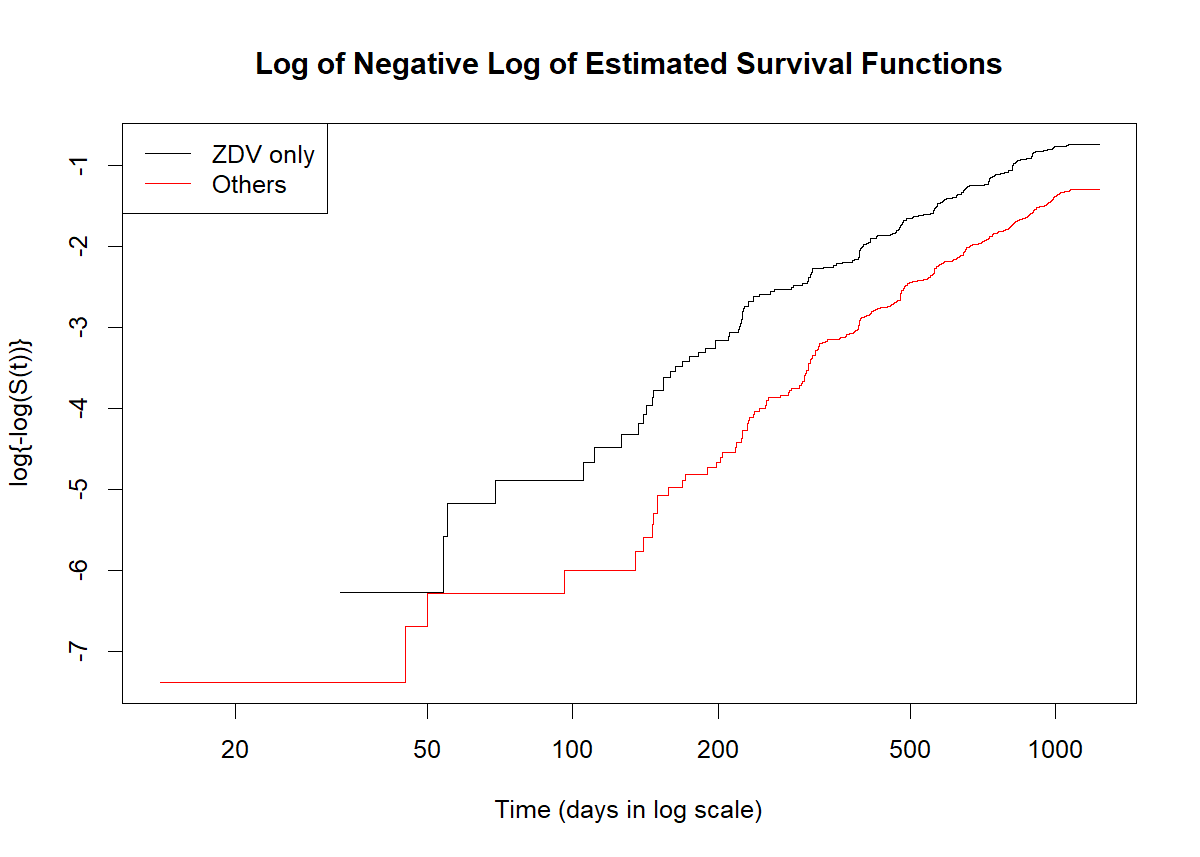 Log of Negative Log of Estimated Survival Functions
ZDV only
Others
log{-log(S(t))}
-1
-2
-3
-4
-5
-6
-7
20 50 100 200 500 1000
Time (days in log scale)